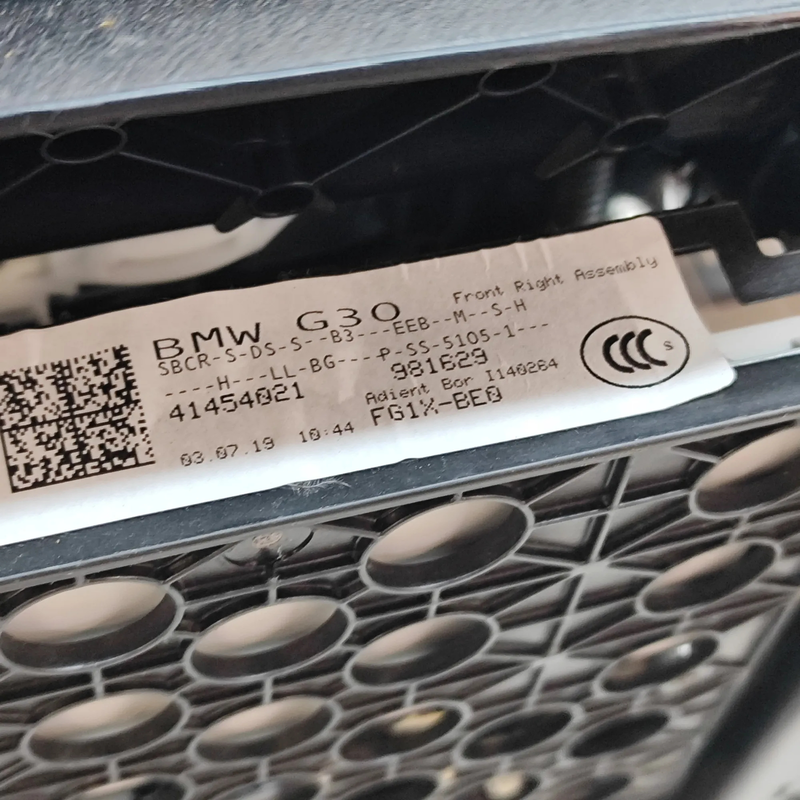 BMW G30
Front Right Assembly
SBCR-S-DS-S--B3---EEB--M--S-H
----H---LL-BG----P-SS-5105-1---
41454021
981629
Adient Bor I140264
03.07.19 10:44
FG1X-BE0
CCC S